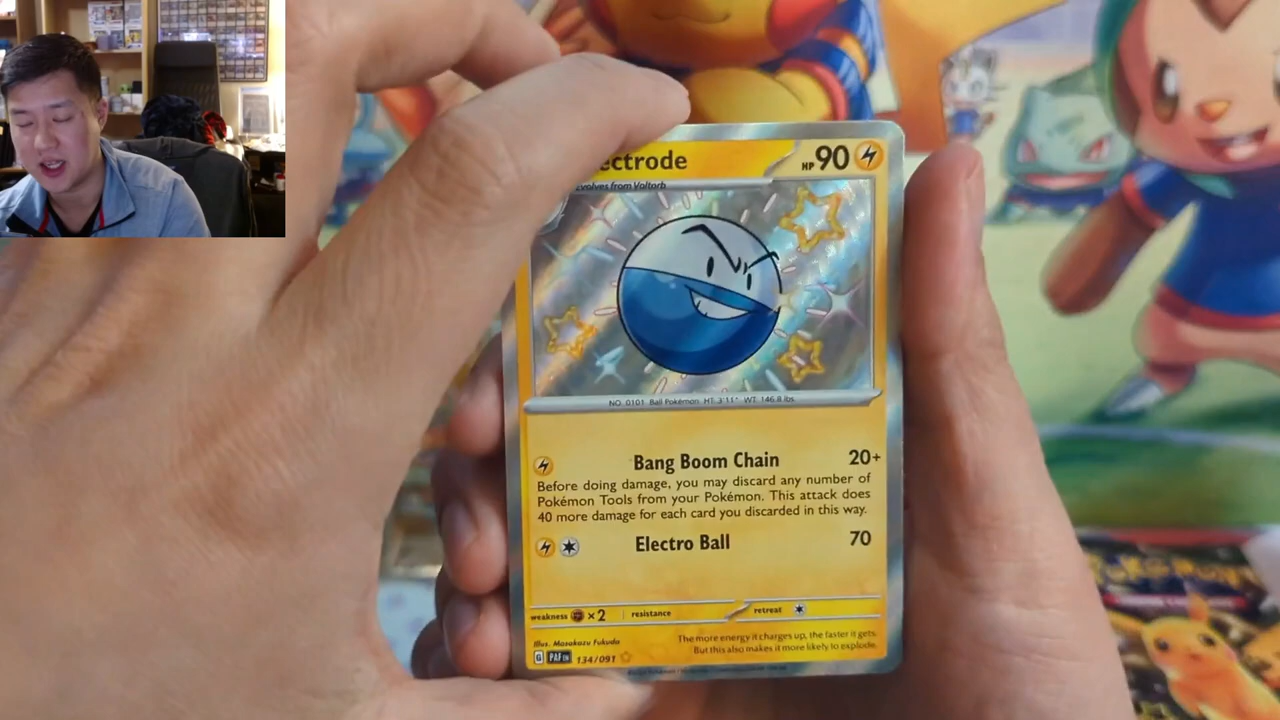 ectrode HP 90
volves from Voltorb
NO. 0101 Ball Pokémon HT: 3'11" WT: 146.8 lbs.
Bang Boom Chain 20+
Before doing damage, you may discard any number of
Pokémon Tools from your Pokémon. This attack does
40 more damage for each card you discarded in this way.
Electro Ball 70
weakness ×2 resistance retreat
Illus. Masakazu Fukuda
The more energy it charges up, the faster it gets.
But this also makes it more likely to explode.
G PAF EN 134/091